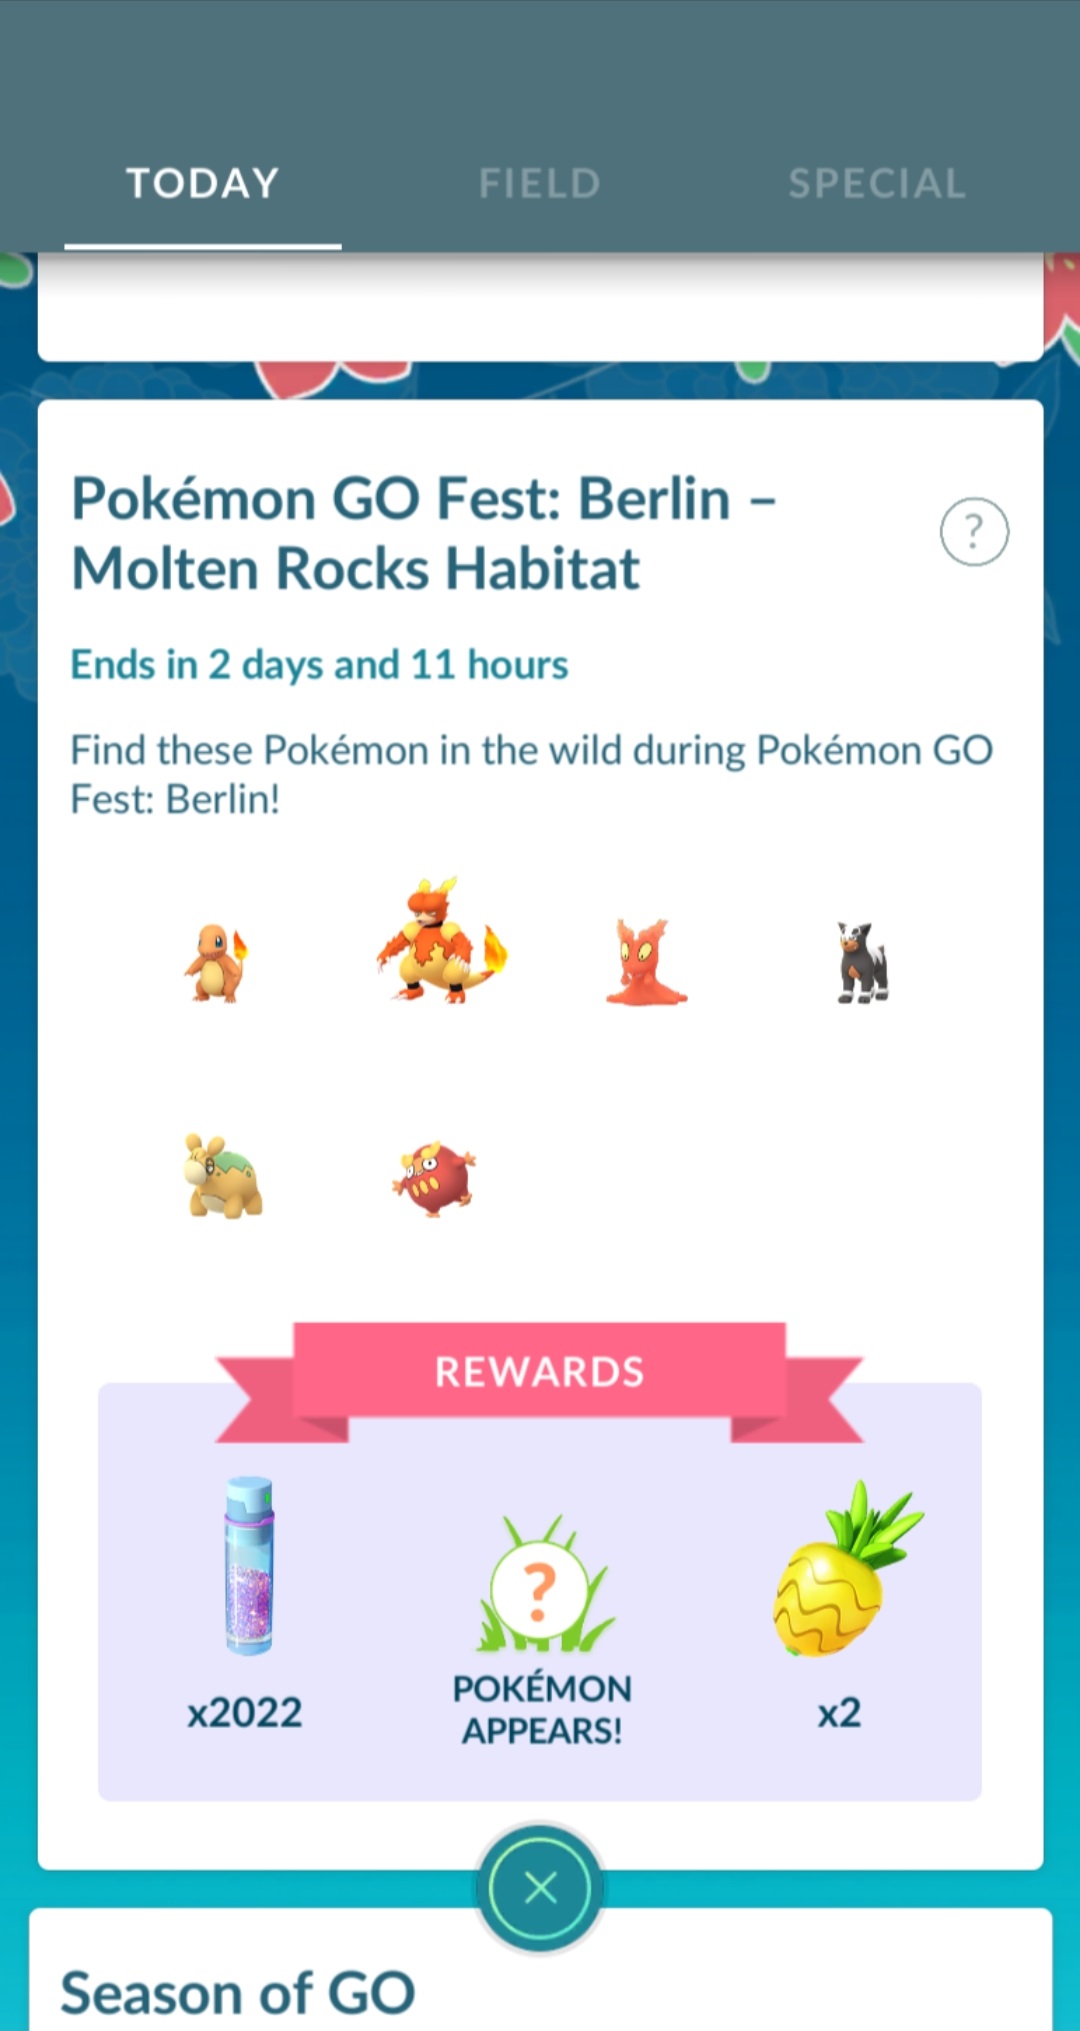 TODAY
FIELD
SPECIAL
Pokémon GO Fest: Berlin –
Molten Rocks Habitat
?
Ends in 2 days and 11 hours
Find these Pokémon in the wild during Pokémon GO
Fest: Berlin!
REWARDS
?
x2022
POKÉMON
APPEARS!
x2
Season of GO